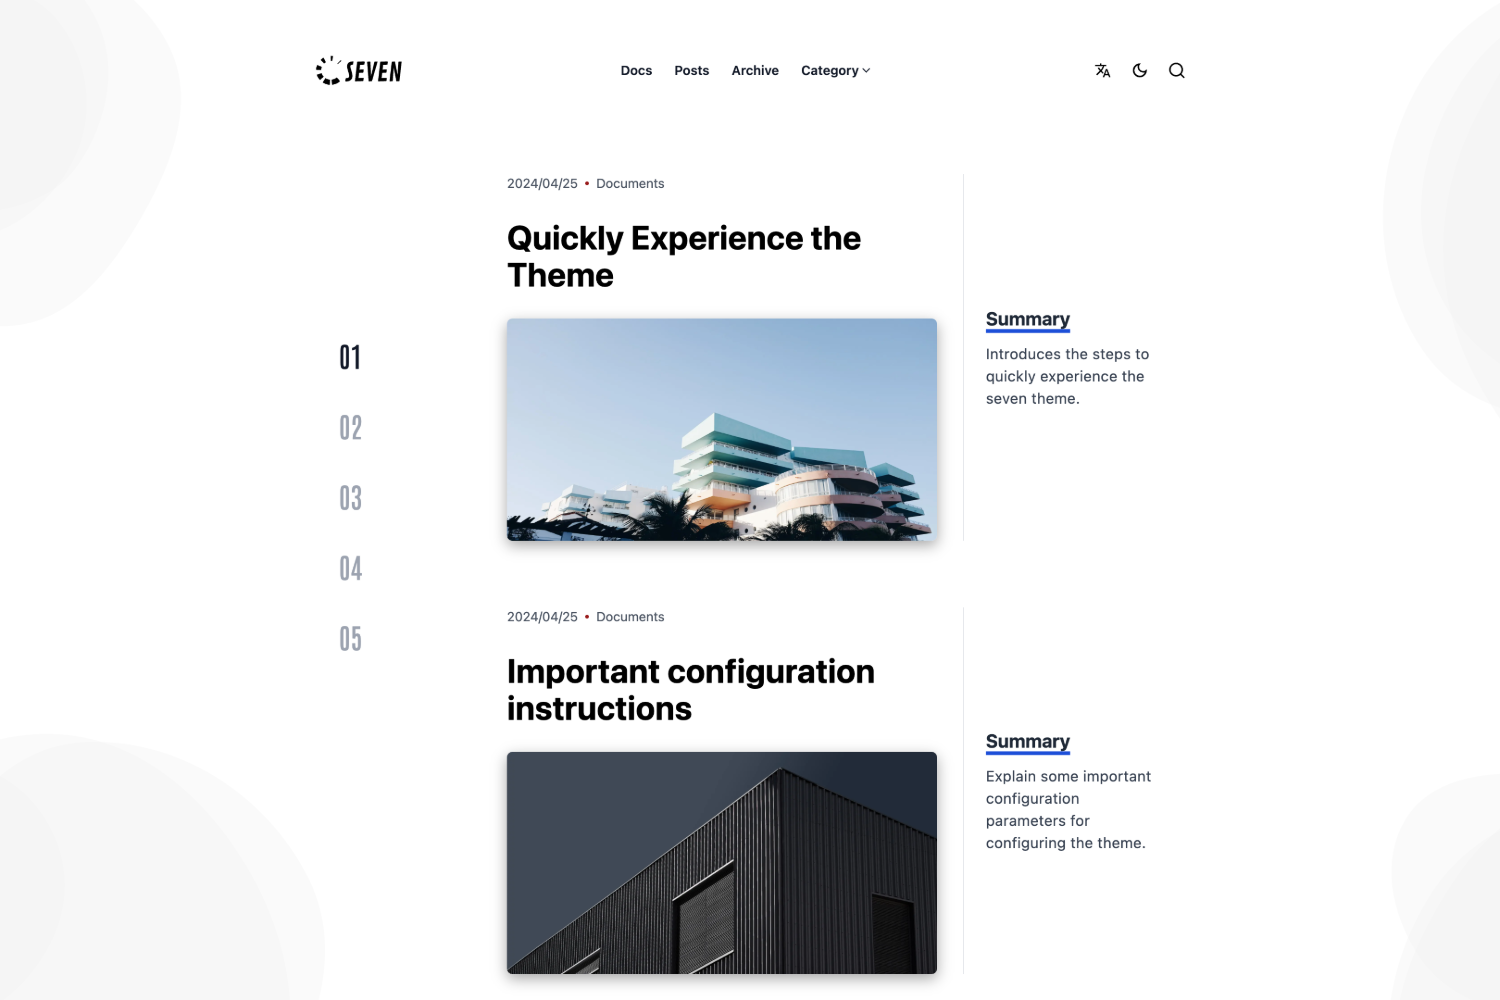 SEVEN
Docs Posts Archive Category
2024/04/25 • Documents
Quickly Experience the
Theme
Summary
Introduces the steps to
quickly experience the
seven theme.
01
02
03
04
05
2024/04/25 • Documents
Important configuration
instructions
Summary
Explain some important
configuration
parameters for
configuring the theme.